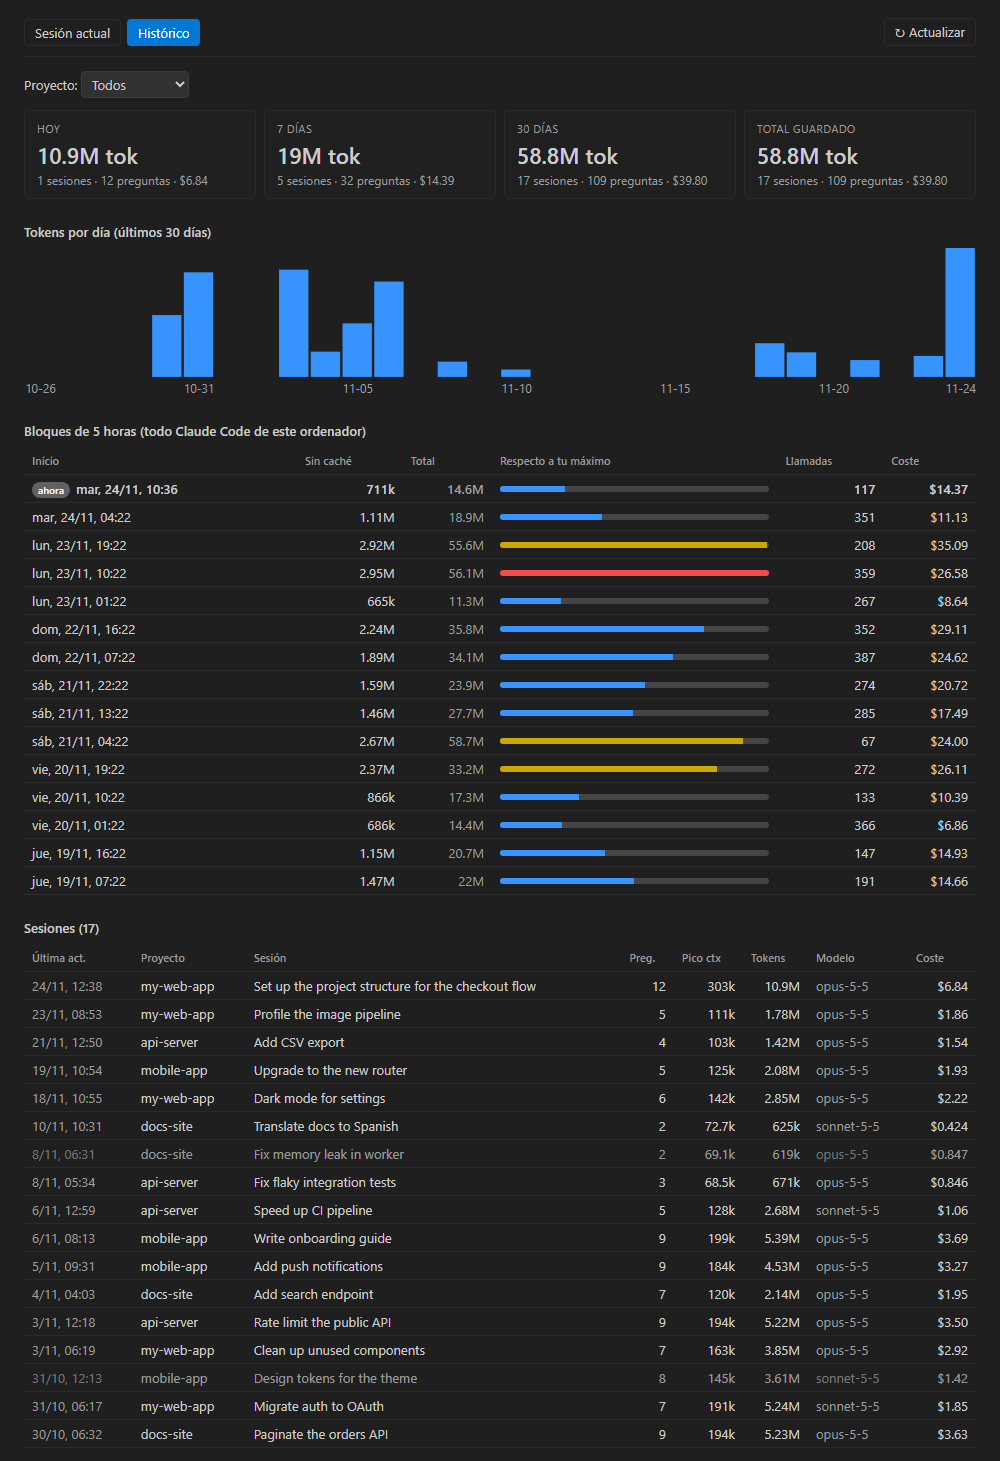 Sesión actual Histórico ↻ Actualizar
Proyecto: Todos
HOY 7 DÍAS 30 DÍAS TOTAL GUARDADO
10.9M tok 19M tok 58.8M tok 58.8M tok
1 sesiones · 12 preguntas · $6.84 5 sesiones · 32 preguntas · $14.39 17 sesiones · 109 preguntas · $39.80 17 sesiones · 109 preguntas · $39.80
Tokens por día (últimos 30 días)
10-26 10-31 11-05 11-10 11-15 11-20 11-24
Bloques de 5 horas (todo Claude Code de este ordenador)
Inicio Sin caché Total Respecto a tu máximo Llamadas Coste
ahora mar, 24/11, 10:36 711k 14.6M 117 $14.37
mar, 24/11, 04:22 1.11M 18.9M 351 $11.13
lun, 23/11, 19:22 2.92M 55.6M 208 $35.09
lun, 23/11, 10:22 2.95M 56.1M 359 $26.58
lun, 23/11, 01:22 665k 11.3M 267 $8.64
dom, 22/11, 16:22 2.24M 35.8M 352 $29.11
dom, 22/11, 07:22 1.89M 34.1M 387 $24.62
sáb, 21/11, 22:22 1.59M 23.9M 274 $20.72
sáb, 21/11, 13:22 1.46M 27.7M 285 $17.49
sáb, 21/11, 04:22 2.67M 58.7M 67 $24.00
vie, 20/11, 19:22 2.37M 33.2M 272 $26.11
vie, 20/11, 10:22 866k 17.3M 133 $10.39
vie, 20/11, 01:22 686k 14.4M 366 $6.86
jue, 19/11, 16:22 1.15M 20.7M 147 $14.93
jue, 19/11, 07:22 1.47M 22M 191 $14.66
Sesiones (17)
Última act. Proyecto Sesión Preg. Pico ctx Tokens Modelo Coste
24/11, 12:38 my-web-app Set up the project structure for the checkout flow 12 303k 10.9M opus-5-5 $6.84
23/11, 08:53 my-web-app Profile the image pipeline 5 111k 1.78M opus-5-5 $1.86
21/11, 12:50 api-server Add CSV export 4 103k 1.42M opus-5-5 $1.54
19/11, 10:54 mobile-app Upgrade to the new router 5 125k 2.08M opus-5-5 $1.93
18/11, 10:55 my-web-app Dark mode for settings 6 142k 2.85M opus-5-5 $2.22
10/11, 10:31 docs-site Translate docs to Spanish 2 72.7k 625k sonnet-5-5 $0.424
8/11, 06:31 docs-site Fix memory leak in worker 2 69.1k 619k opus-5-5 $0.847
8/11, 05:34 api-server Fix flaky integration tests 3 68.5k 671k opus-5-5 $0.846
6/11, 12:59 api-server Speed up CI pipeline 5 128k 2.68M sonnet-5-5 $1.06
6/11, 08:13 mobile-app Write onboarding guide 9 199k 5.39M opus-5-5 $3.69
5/11, 09:31 mobile-app Add push notifications 9 184k 4.53M opus-5-5 $3.27
4/11, 04:03 docs-site Add search endpoint 7 120k 2.14M opus-5-5 $1.95
3/11, 12:18 api-server Rate limit the public API 9 194k 5.22M opus-5-5 $3.50
3/11, 06:19 my-web-app Clean up unused components 7 163k 3.85M opus-5-5 $2.92
31/10, 12:13 mobile-app Design tokens for the theme 8 145k 3.61M sonnet-5-5 $1.42
31/10, 06:17 my-web-app Migrate auth to OAuth 7 191k 5.24M sonnet-5-5 $1.85
30/10, 06:32 docs-site Paginate the orders API 9 194k 5.23M opus-5-5 $3.63